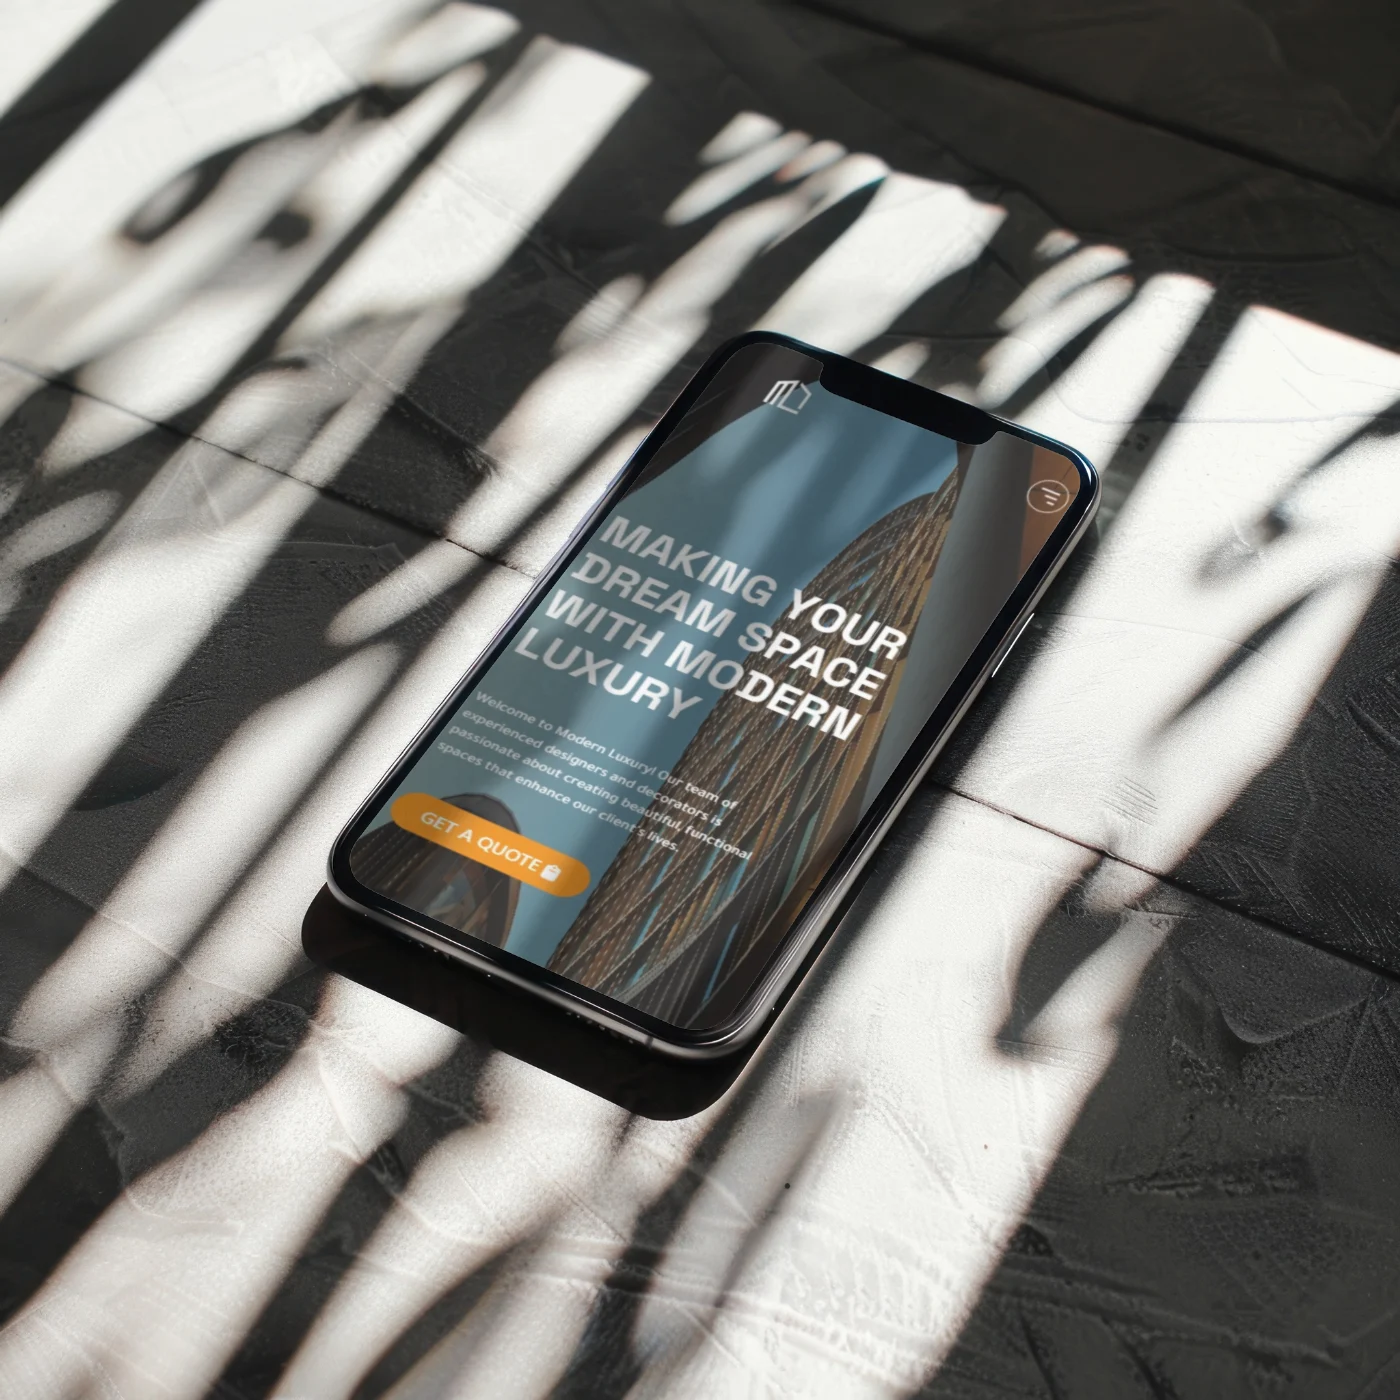 MAKING YOUR
DREAM SPACE
WITH MODERN
LUXURY
Welcome to Modern Luxury! Our team of
experienced designers and decorators is
passionate about creating beautiful, functional
spaces that enhance our client's lives.
GET A QUOTE